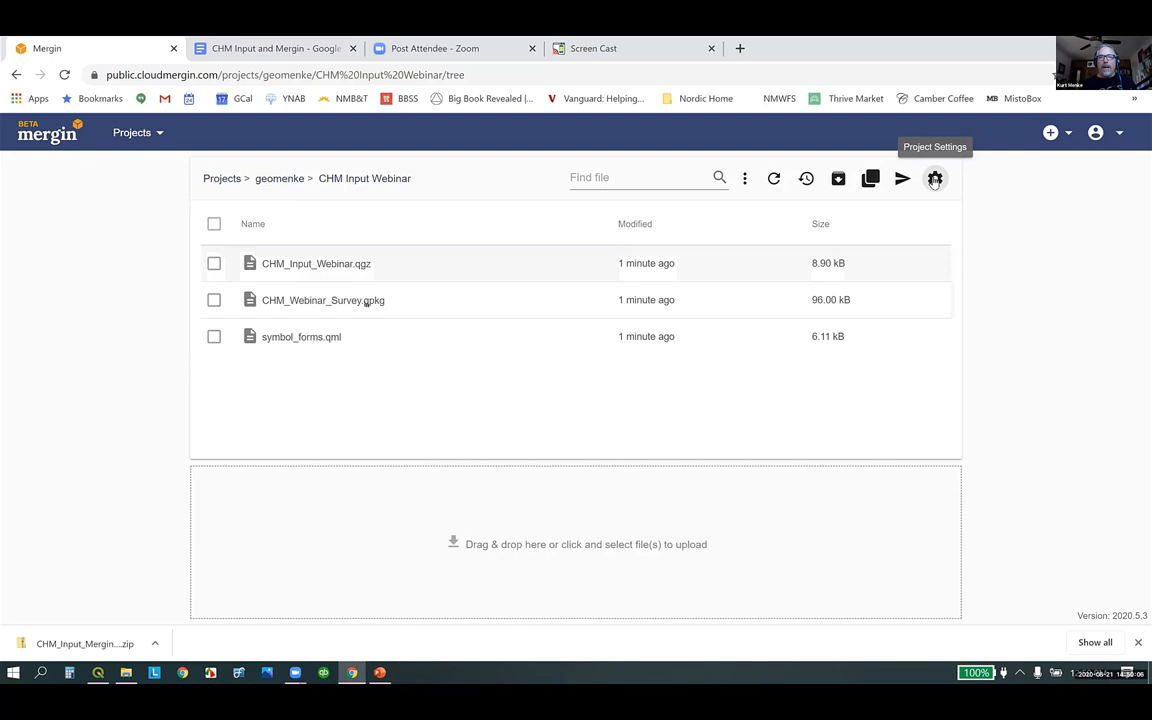 Mergin
CHM Input and Mergin - Google
Post Attendee - Zoom
Screen Cast
public.cloudmergin.com/projects/geomenke/CHM%20Input%20Webinar/tree
Kurt Menke
Apps
Bookmarks
GCal
YNAB
NMB&T
BBSS
Big Book Revealed |...
Vanguard: Helping...
Nordic Home
NMWFS
Thrive Market
Camber Coffee
MB MistoBox
BETA
mergin
Projects
Project Settings
Projects > geomenke > CHM Input Webinar
Find file
Name
Modified
Size
CHM_Input_Webinar.qgz
1 minute ago
8.90 kB
CHM_Webinar_Survey.gpkg
1 minute ago
96.00 kB
symbol_forms.qml
1 minute ago
6.11 kB
Drag & drop here or click and select file(s) to upload
Version: 2020.5.3
CHM_Input_Mergin....zip
Show all
100%